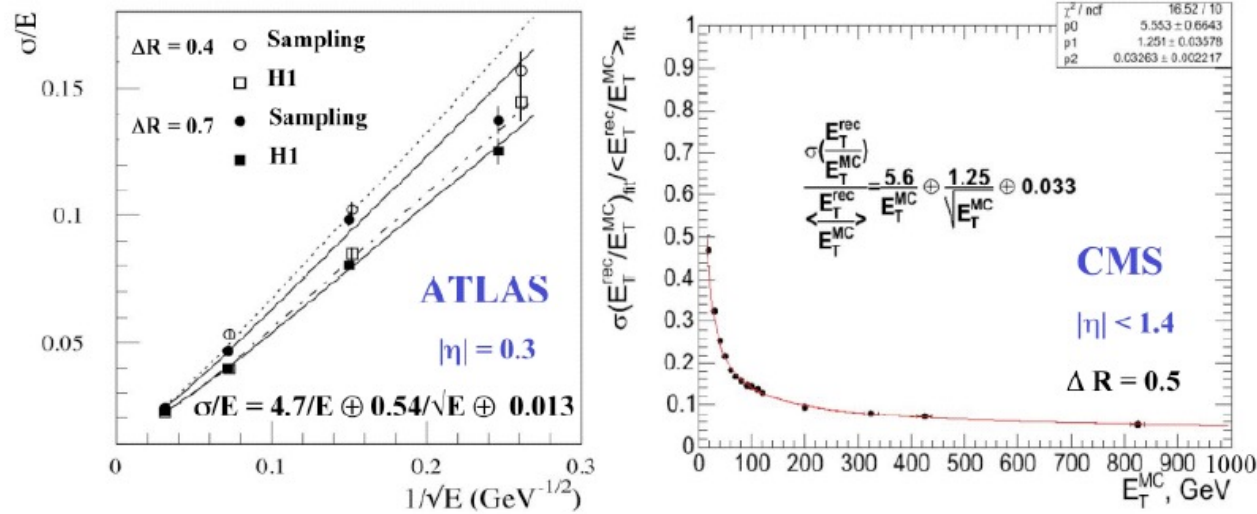 σ/E
ΔR = 0.4 Sampling
H1
ΔR = 0.7 Sampling
H1
0.15
0.1
0.05
ATLAS
|η| = 0.3
σ/E = 4.7/E ⊕ 0.54/√E ⊕ 0.013
0 0.1 0.2 0.3
1/√E (GeV⁻¹/²)
χ² / ndf 16.52 / 10
p0 5.553 ± 0.6643
p1 1.251 ± 0.03578
p2 0.03263 ± 0.002217
σ(E_T^rec/E_T^MC)_fit/<E_T^rec/E_T^MC>_fit
1
0.9
0.8
0.7
0.6
0.5
0.4
0.3
0.2
0.1
0
σ(E_T^rec/E_T^MC)/<E_T^rec/E_T^MC> = 5.6/E_T^MC ⊕ 1.25/√E_T^MC ⊕ 0.033
CMS
|η| < 1.4
Δ R = 0.5
0 100 200 300 400 500 600 700 800 900 1000
E_T^MC, GeV